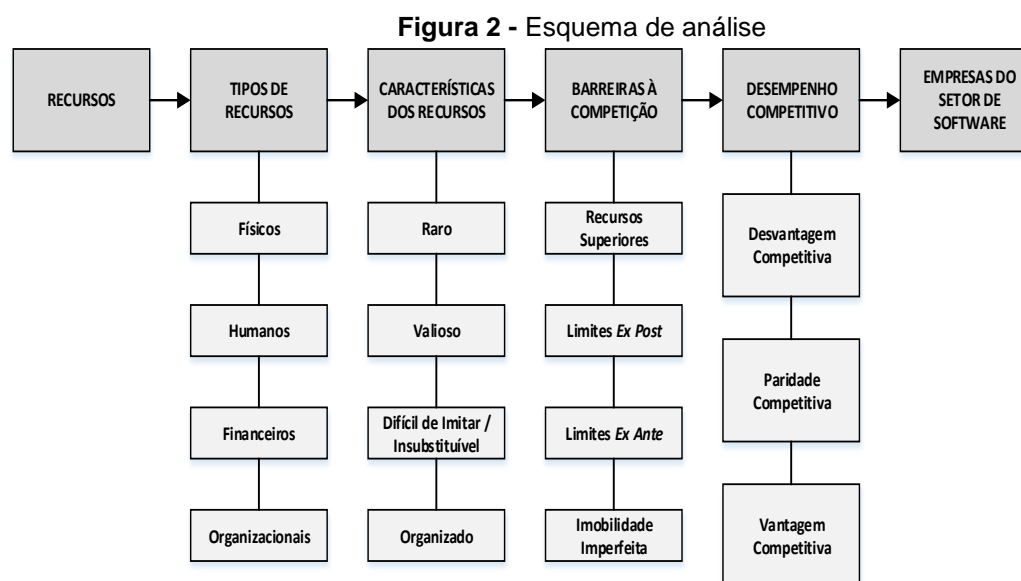 Figura 2 - Esquema de análise
RECURSOS
TIPOS DE
RECURSOS
CARACTERÍSTICAS
DOS RECURSOS
BARREIRAS À
COMPETIÇÃO
DESEMPENHO
COMPETITIVO
EMPRESAS DO
SETOR DE
SOFTWARE
Físicos
Humanos
Financeiros
Organizacionais
Raro
Valioso
Difícil de Imitar /
Insubstituível
Organizado
Recursos
Superiores
Limites Ex Post
Limites Ex Ante
Imobilidade
Imperfeita
Desvantagem
Competitiva
Paridade
Competitiva
Vantagem
Competitiva